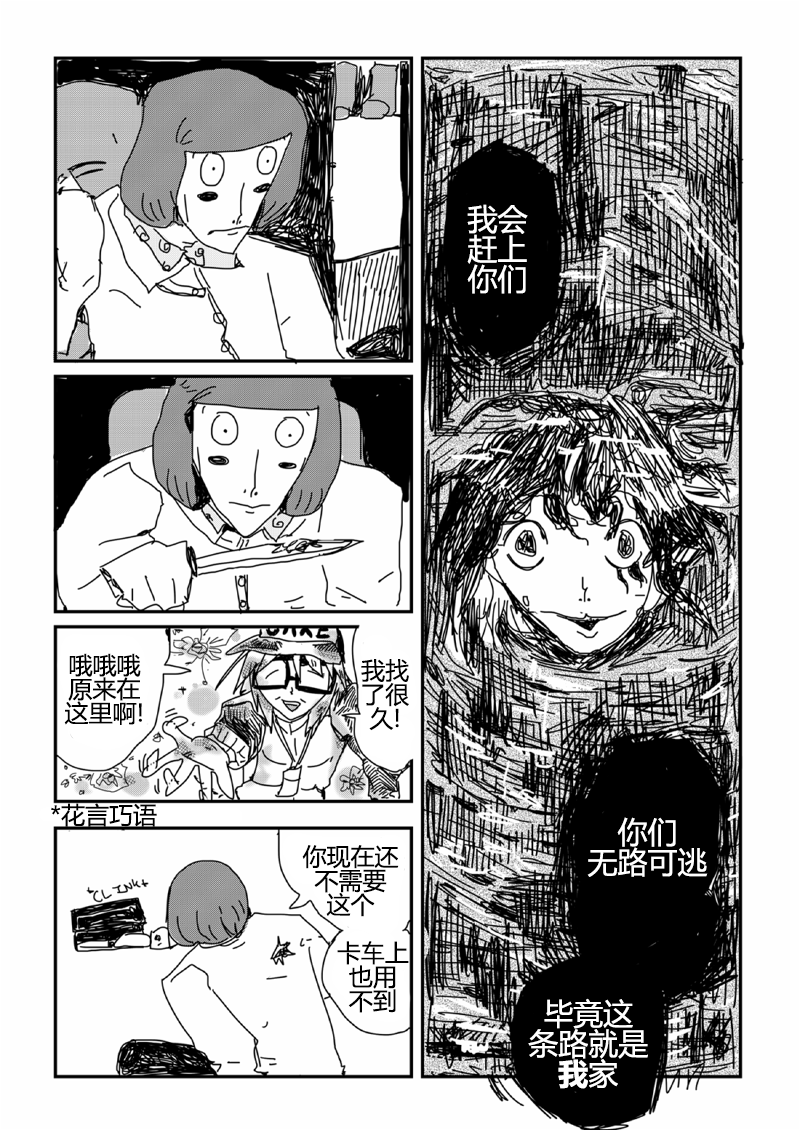 哦哦哦
原来在
这里啊!
我找
了很
久!
*花言巧语
*CLINK*
你现在还
不需要
这个
卡车上
也用
不到
我会
赶上
你们
你们
无路可逃
毕竟这
条路就是
我家